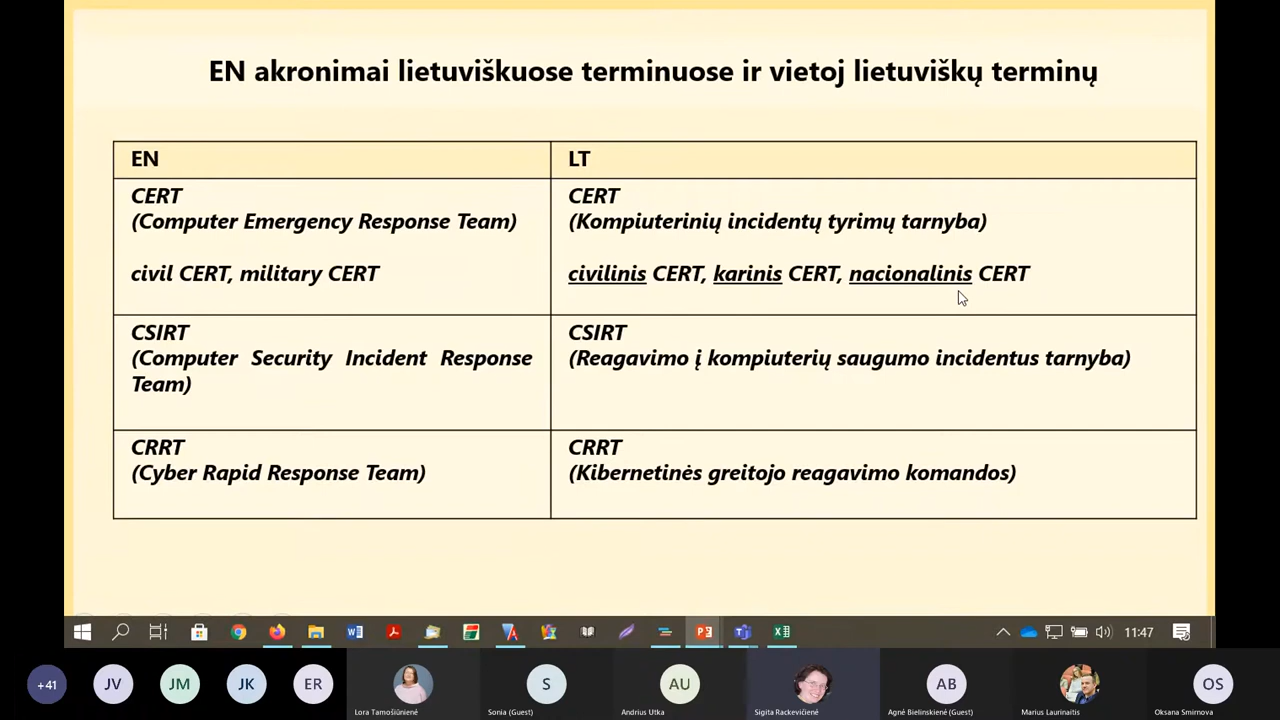 EN akronimai lietuviškuose terminuose ir vietoj lietuviškų terminų
EN
LT
CERT
(Computer Emergency Response Team)
civil CERT, military CERT
CERT
(Kompiuterinių incidentų tyrimų tarnyba)
civilinis CERT, karinis CERT, nacionalinis CERT
CSIRT
(Computer Security Incident Response
Team)
CSIRT
(Reagavimo į kompiuterių saugumo incidentus tarnyba)
CRRT
(Cyber Rapid Response Team)
CRRT
(Kibernetinės greitojo reagavimo komandos)
11:47
+41
JV
JM
JK
ER
Lora Tamošiūnienė
S
Sonia (Guest)
AU
Andrius Utka
Sigita Rackevičienė
AB
Agnė Bielinskienė (Guest)
Marius Laurinaitis
OS
Oksana Smirnova